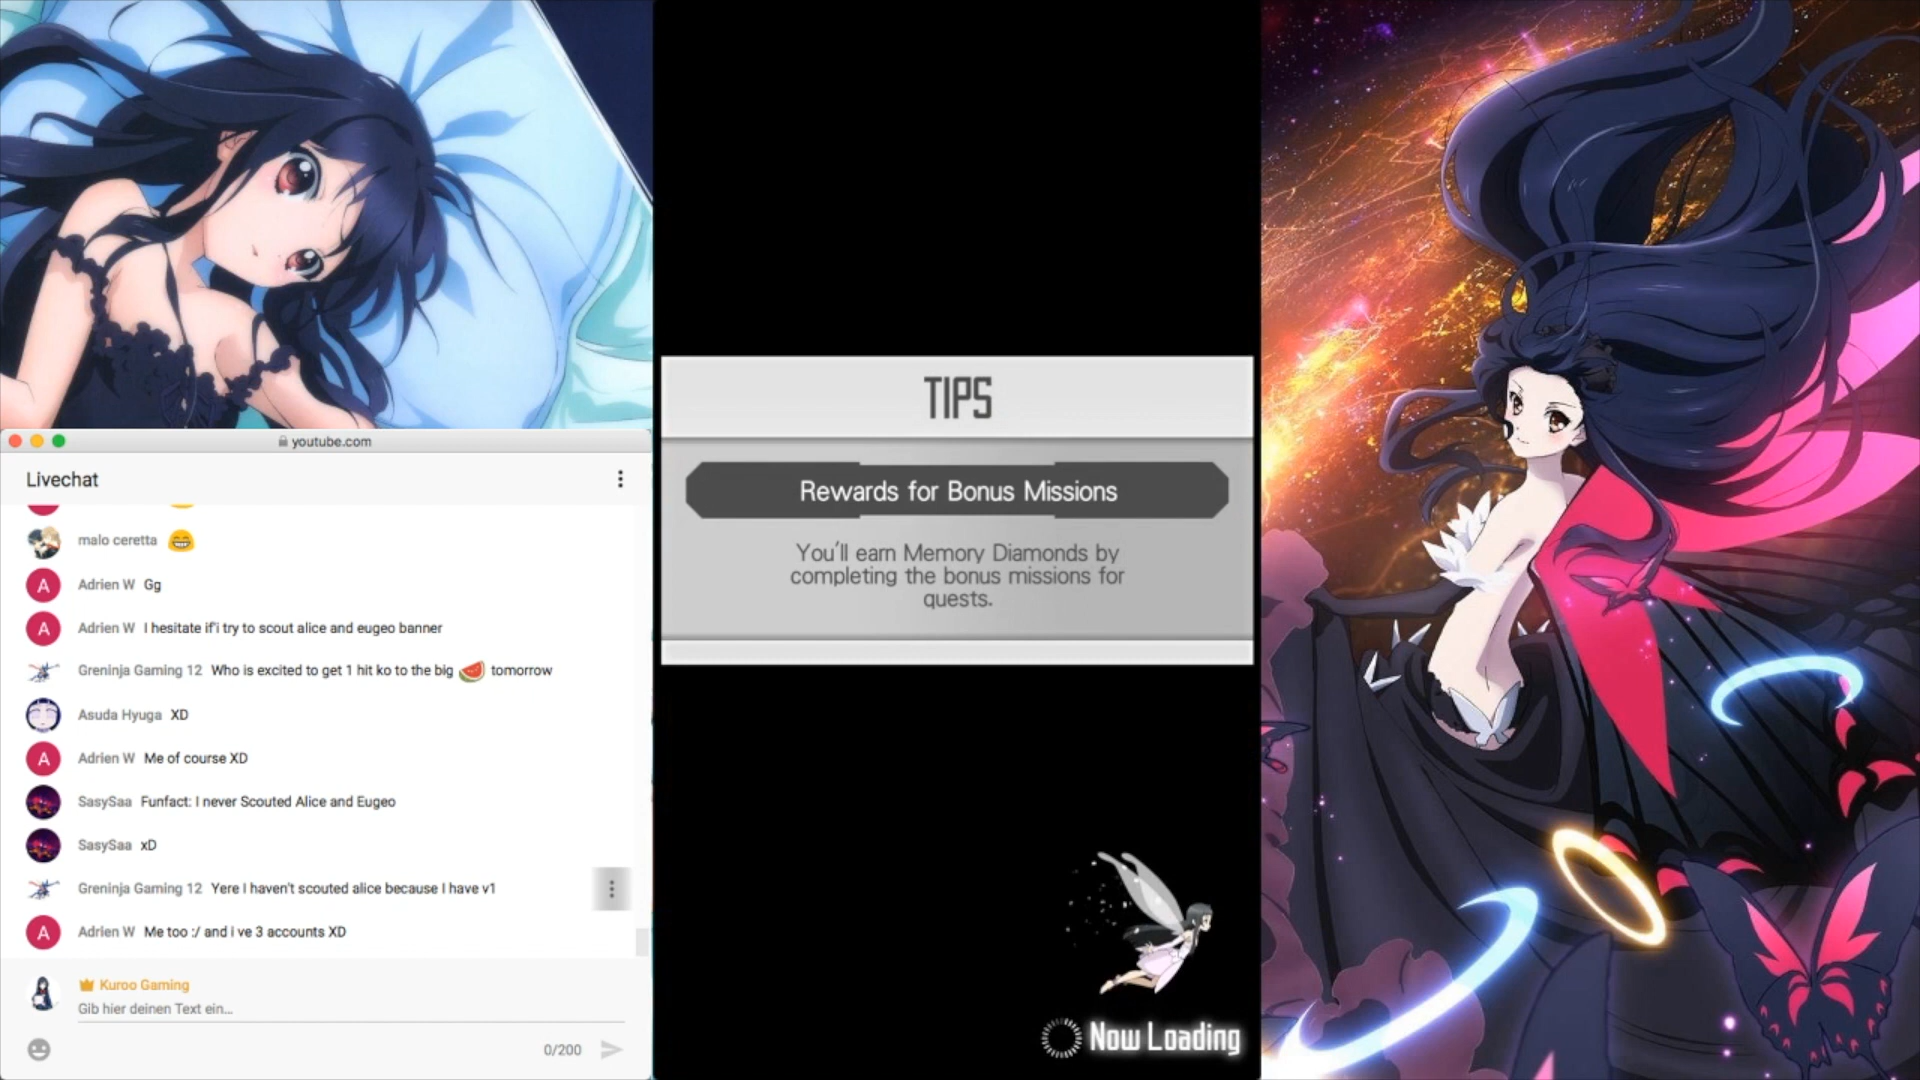 youtube.com
Livechat
malo ceretta 😁
A Adrien W Gg
A Adrien W I hesitate if'i try to scout alice and eugeo banner
Greninja Gaming 12 Who is excited to get 1 hit ko to the big 🍉 tomorrow
Asuda Hyuga XD
A Adrien W Me of course XD
SasySaa Funfact: I never Scouted Alice and Eugeo
SasySaa xD
Greninja Gaming 12 Yere I haven't scouted alice because I have v1
A Adrien W Me too :/ and i ve 3 accounts XD
Kuroo Gaming
Gib hier deinen Text ein...
0/200
TIPS
Rewards for Bonus Missions
You'll earn Memory Diamonds by
completing the bonus missions for
quests.
Now Loading